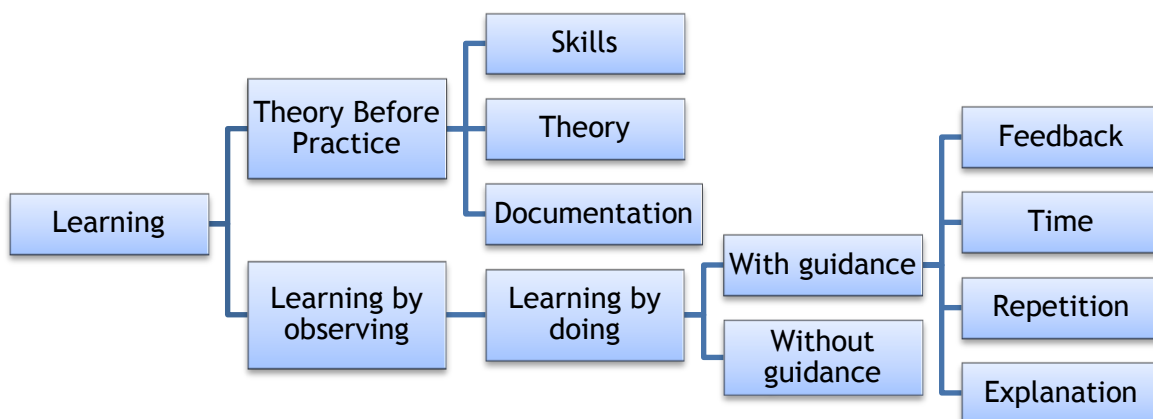 Learning
Theory Before
Practice
Skills
Theory
Documentation
Learning by
observing
Learning by
doing
With guidance
Without
guidance
Feedback
Time
Repetition
Explanation